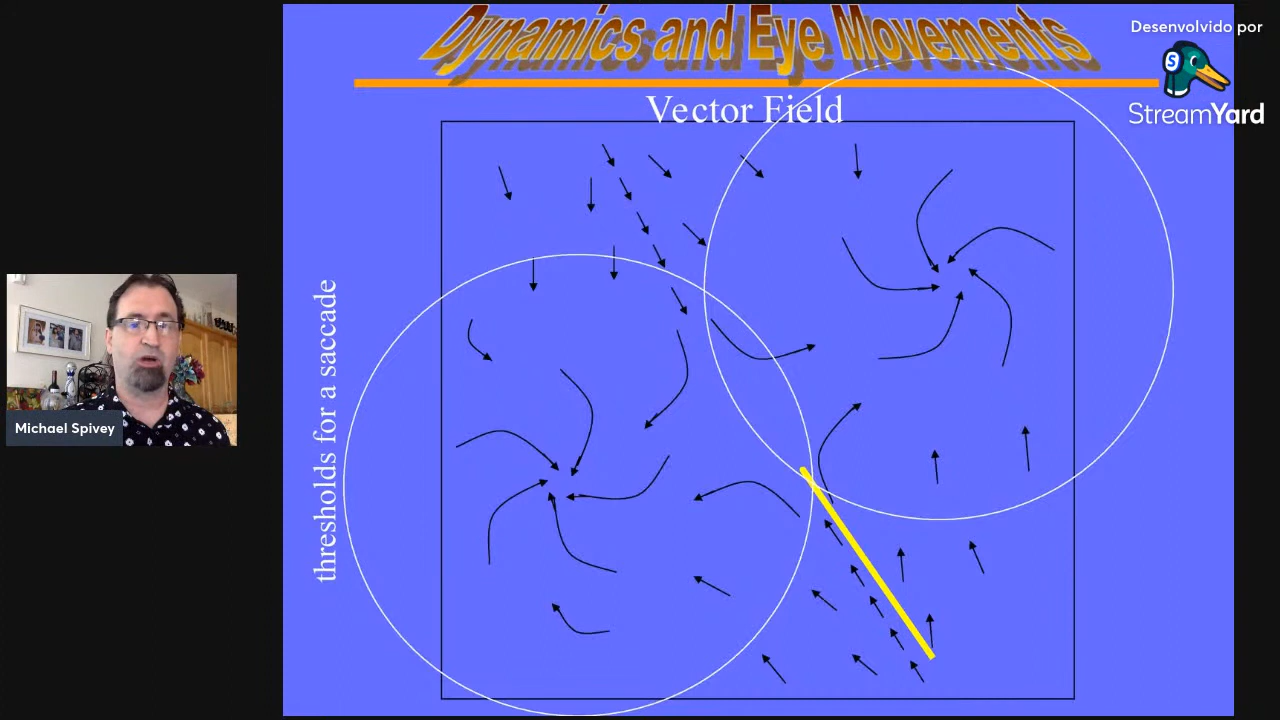 Dynamics and Eye Movements
Desenvolvido por
S
StreamYard
Vector Field
thresholds for a saccade
Michael Spivey